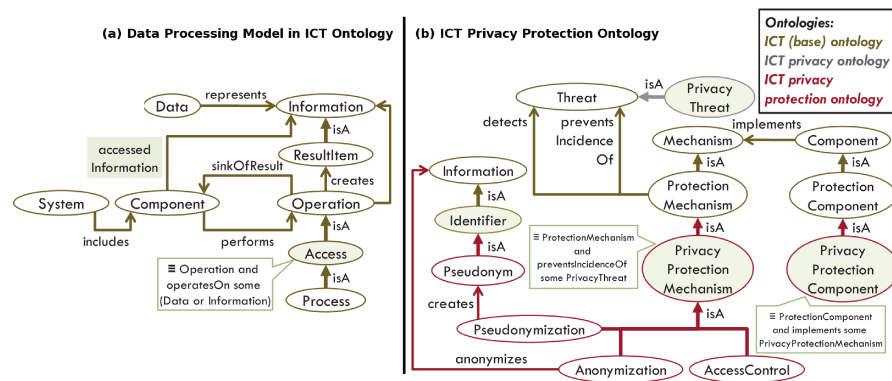 (a) Data Processing Model in ICT Ontology
represents
Data
Information
accessed
Information
isA
ResultItem
sinkOfResult
creates
System
Component
Operation
includes
performs
isA
Access
≡ Operation and
operatesOn some
(Data or Information)
isA
Process
(b) ICT Privacy Protection Ontology
Ontologies:
ICT (base) ontology
ICT privacy ontology
ICT privacy
protection ontology
Threat
isA
Privacy
Threat
detects
prevents
Incidence
Of
implements
Mechanism
Component
Information
isA
isA
isA
Protection
Mechanism
Protection
Component
Identifier
isA
isA
isA
≡ ProtectionMechanism
and
preventsIncidenceOf
some PrivacyThreat
Pseudonym
Privacy
Protection
Mechanism
Privacy
Protection
Component
creates
isA
Pseudonymization
≡ ProtectionComponent
and implements some
PrivacyProtectionMechanism
anonymizes
Anonymization
AccessControl